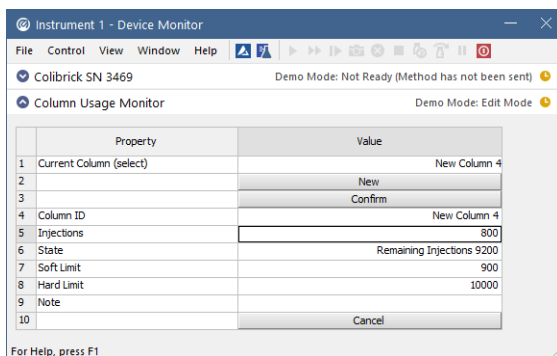 Instrument 1 - Device Monitor
File Control View Window Help
Colibrick SN 3469 Demo Mode: Not Ready (Method has not been sent)
Column Usage Monitor Demo Mode: Edit Mode
Property Value
1 Current Column (select) New Column 4
2 New
3 Confirm
4 Column ID New Column 4
5 Injections 800
6 State Remaining Injections 9200
7 Soft Limit 900
8 Hard Limit 10000
9 Note
10 Cancel
For Help, press F1